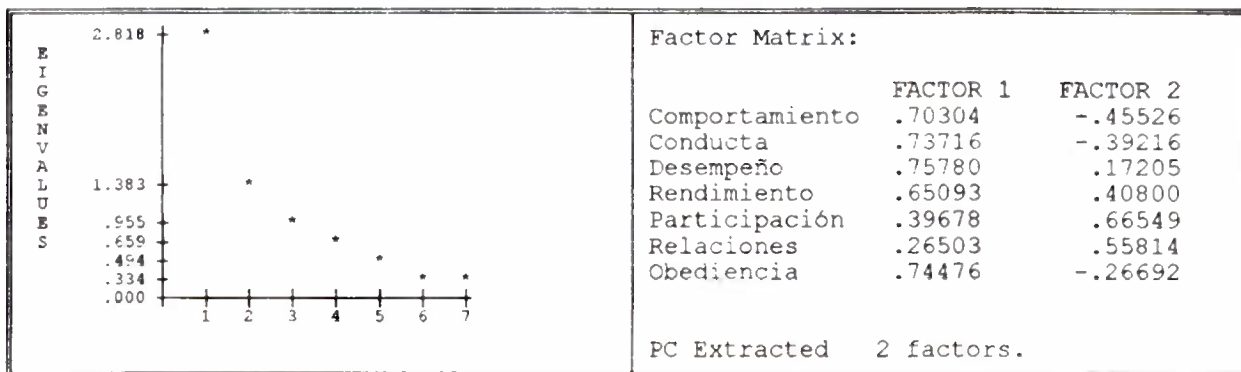 EIGENVALUES
2.818
1.383
.955
.659
.494
.334
.000
1 2 3 4 5 6 7
Factor Matrix:
FACTOR 1 FACTOR 2
Comportamiento .70304 -.45526
Conducta .73716 -.39216
Desempeño .75780 .17205
Rendimiento .65093 .40800
Participación .39678 .66549
Relaciones .26503 .55814
Obediencia .74476 -.26692
PC Extracted 2 factors.